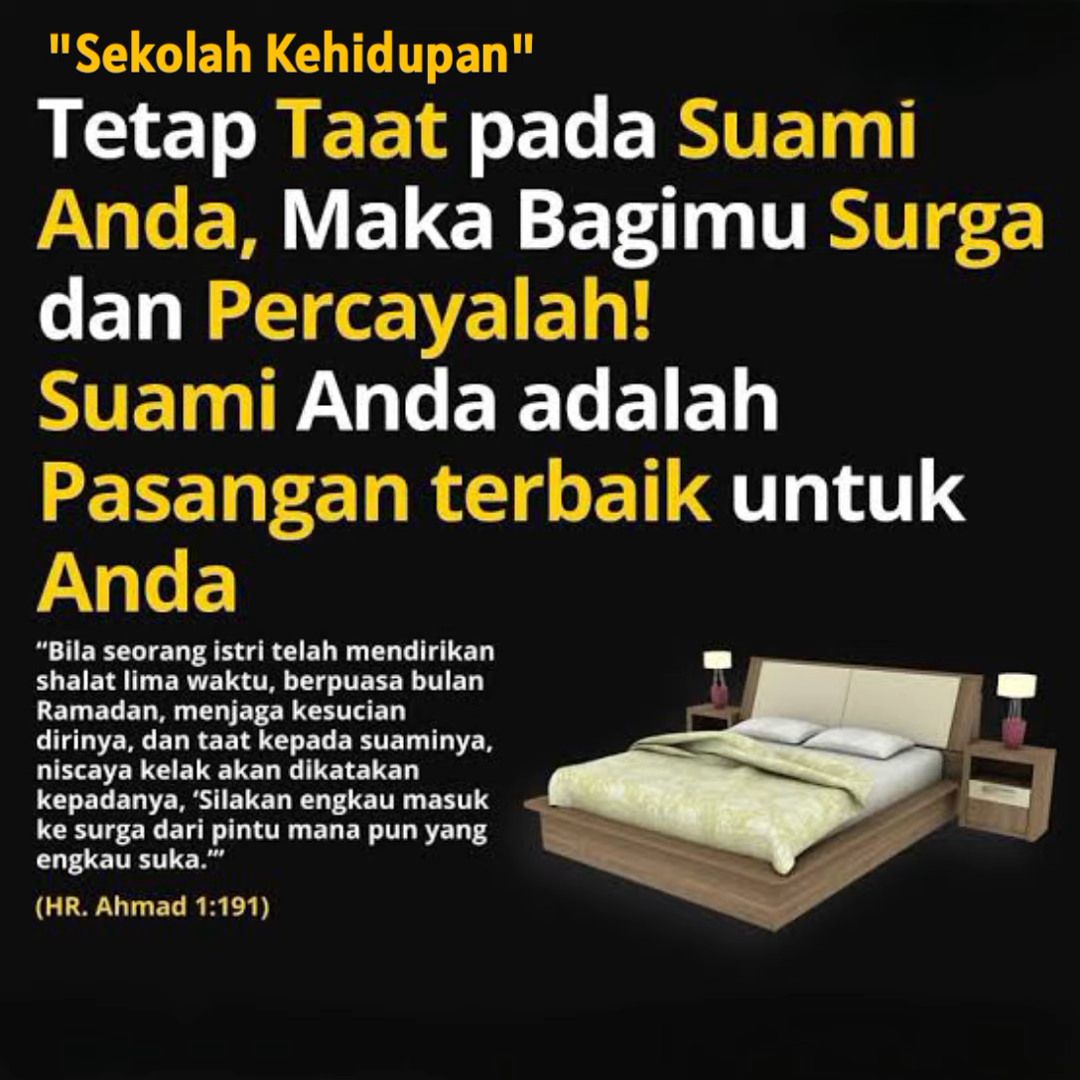 "Sekolah Kehidupan"
Tetap Taat pada Suami
Anda, Maka Bagimu Surga
dan Percayalah!
Suami Anda adalah
Pasangan terbaik untuk
Anda
“Bila seorang istri telah mendirikan
shalat lima waktu, berpuasa bulan
Ramadan, menjaga kesucian
dirinya, dan taat kepada suaminya,
niscaya kelak akan dikatakan
kepadanya, ‘Silakan engkau masuk
ke surga dari pintu mana pun yang
engkau suka.’”
(HR. Ahmad 1:191)